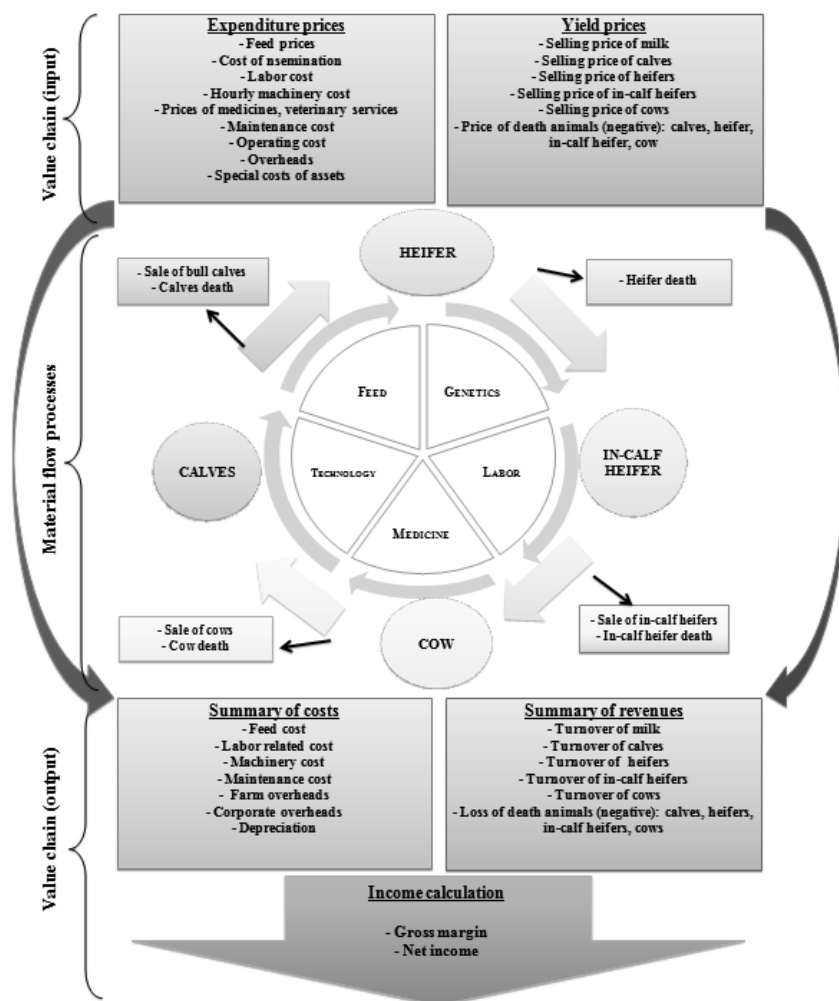 Value chain (input)
Expenditure prices
- Feed prices
- Cost of nsemination
- Labor cost
- Hourly machinery cost
- Prices of medicines, veterinary services
- Maintenance cost
- Operating cost
- Overheads
- Special costs of assets
Yield prices
- Selling price of milk
- Selling price of calves
- Selling price of heifers
- Selling price of in-calf heifers
- Selling price of cows
- Price of death animals (negative): calves, heifer,
in-calf heifer, cow
Material flow processes
HEIFER
- Sale of bull calves
- Calves death
- Heifer death
FEED
GENETICS
CALVES
TECHNOLOGY
LABOR
IN-CALF
HEIFER
MEDICINE
- Sale of cows
- Cow death
COW
- Sale of in-calf heifers
- In-calf heifer death
Value chain (output)
Summary of costs
- Feed cost
- Labor related cost
- Machinery cost
- Maintenance cost
- Farm overheads
- Corporate overheads
- Depreciation
Summary of revenues
- Turnover of milk
- Turnover of calves
- Turnover of heifers
- Turnover of in-calf heifers
- Turnover of cows
- Loss of death animals (negative): calves, heifers,
in-calf heifers, cows
Income calculation
- Gross margin
- Net income